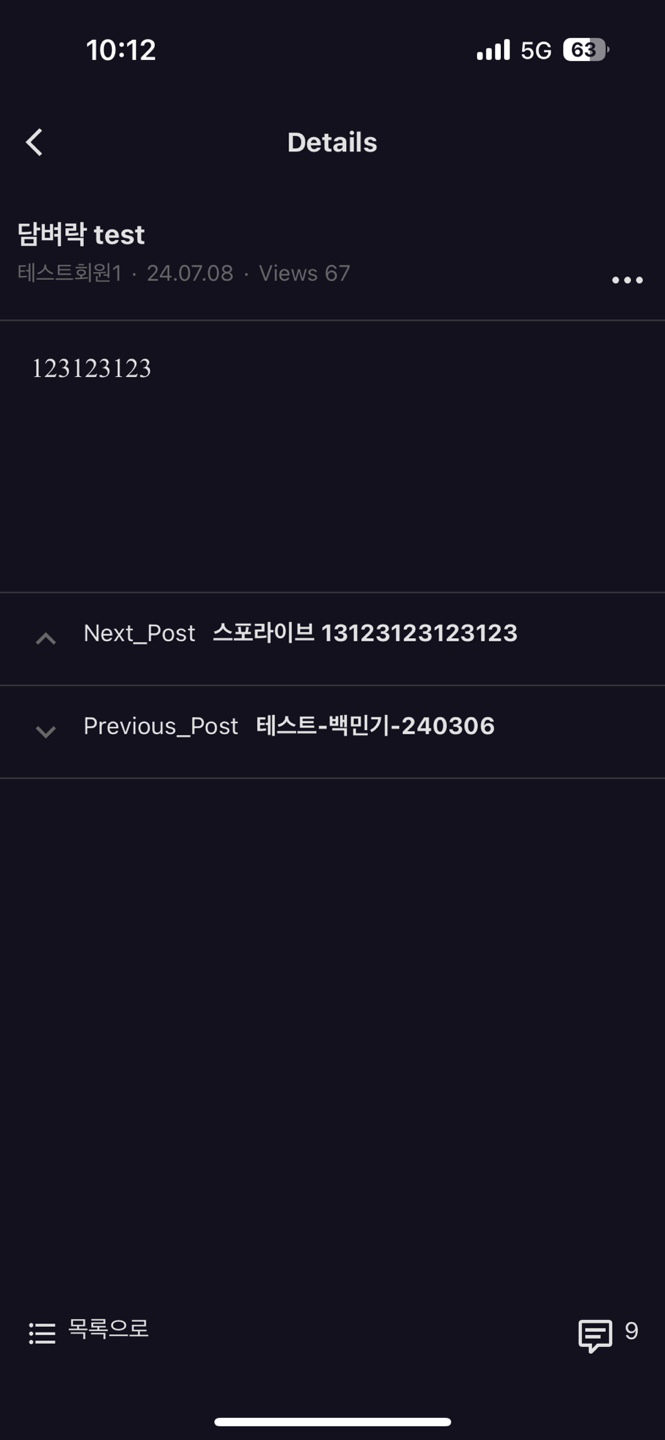 10:12 5G 63
Details
담벼락 test
테스트회원1 · 24.07.08 · Views 67
123123123
Next_Post 스포라이브 13123123123123
Previous_Post 테스트-백민기-240306
목록으로 9